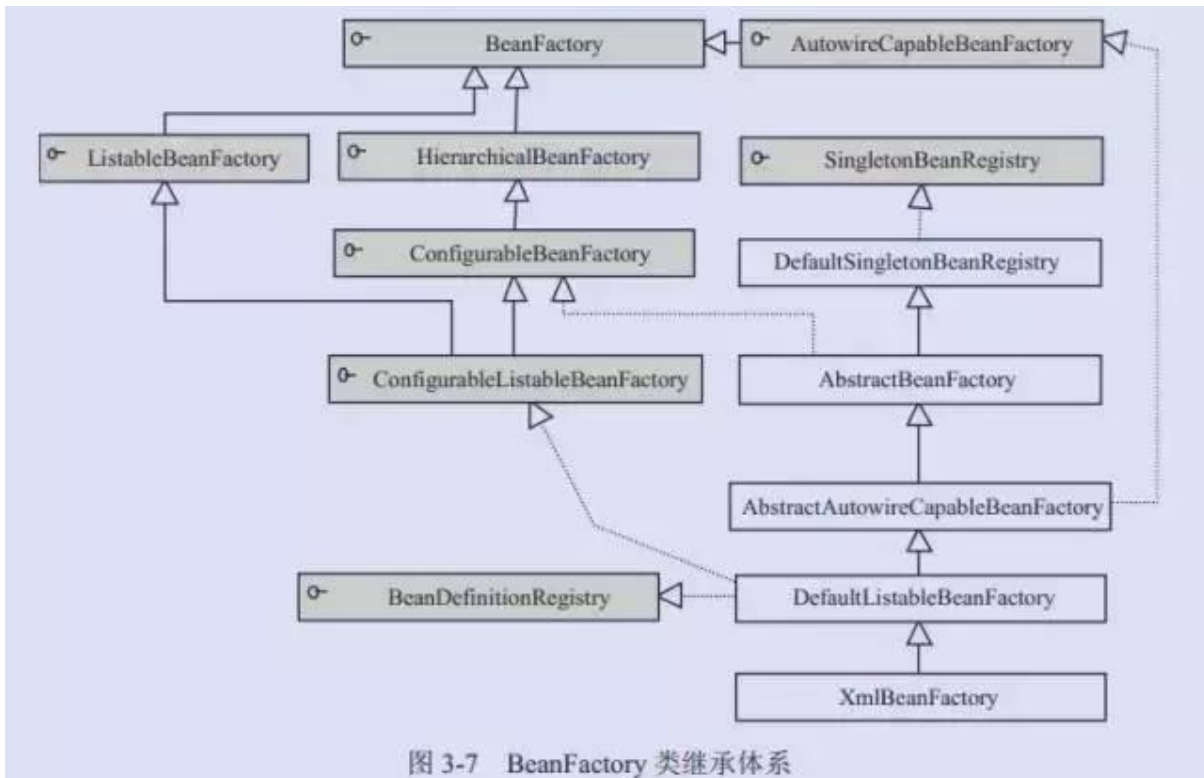 BeanFactory
AutowireCapableBeanFactory
ListableBeanFactory
HierarchicalBeanFactory
SingletonBeanRegistry
ConfigurableBeanFactory
DefaultSingletonBeanRegistry
ConfigurableListableBeanFactory
AbstractBeanFactory
AbstractAutowireCapableBeanFactory
BeanDefinitionRegistry
DefaultListableBeanFactory
XmlBeanFactory
图 3-7 BeanFactory 类继承体系